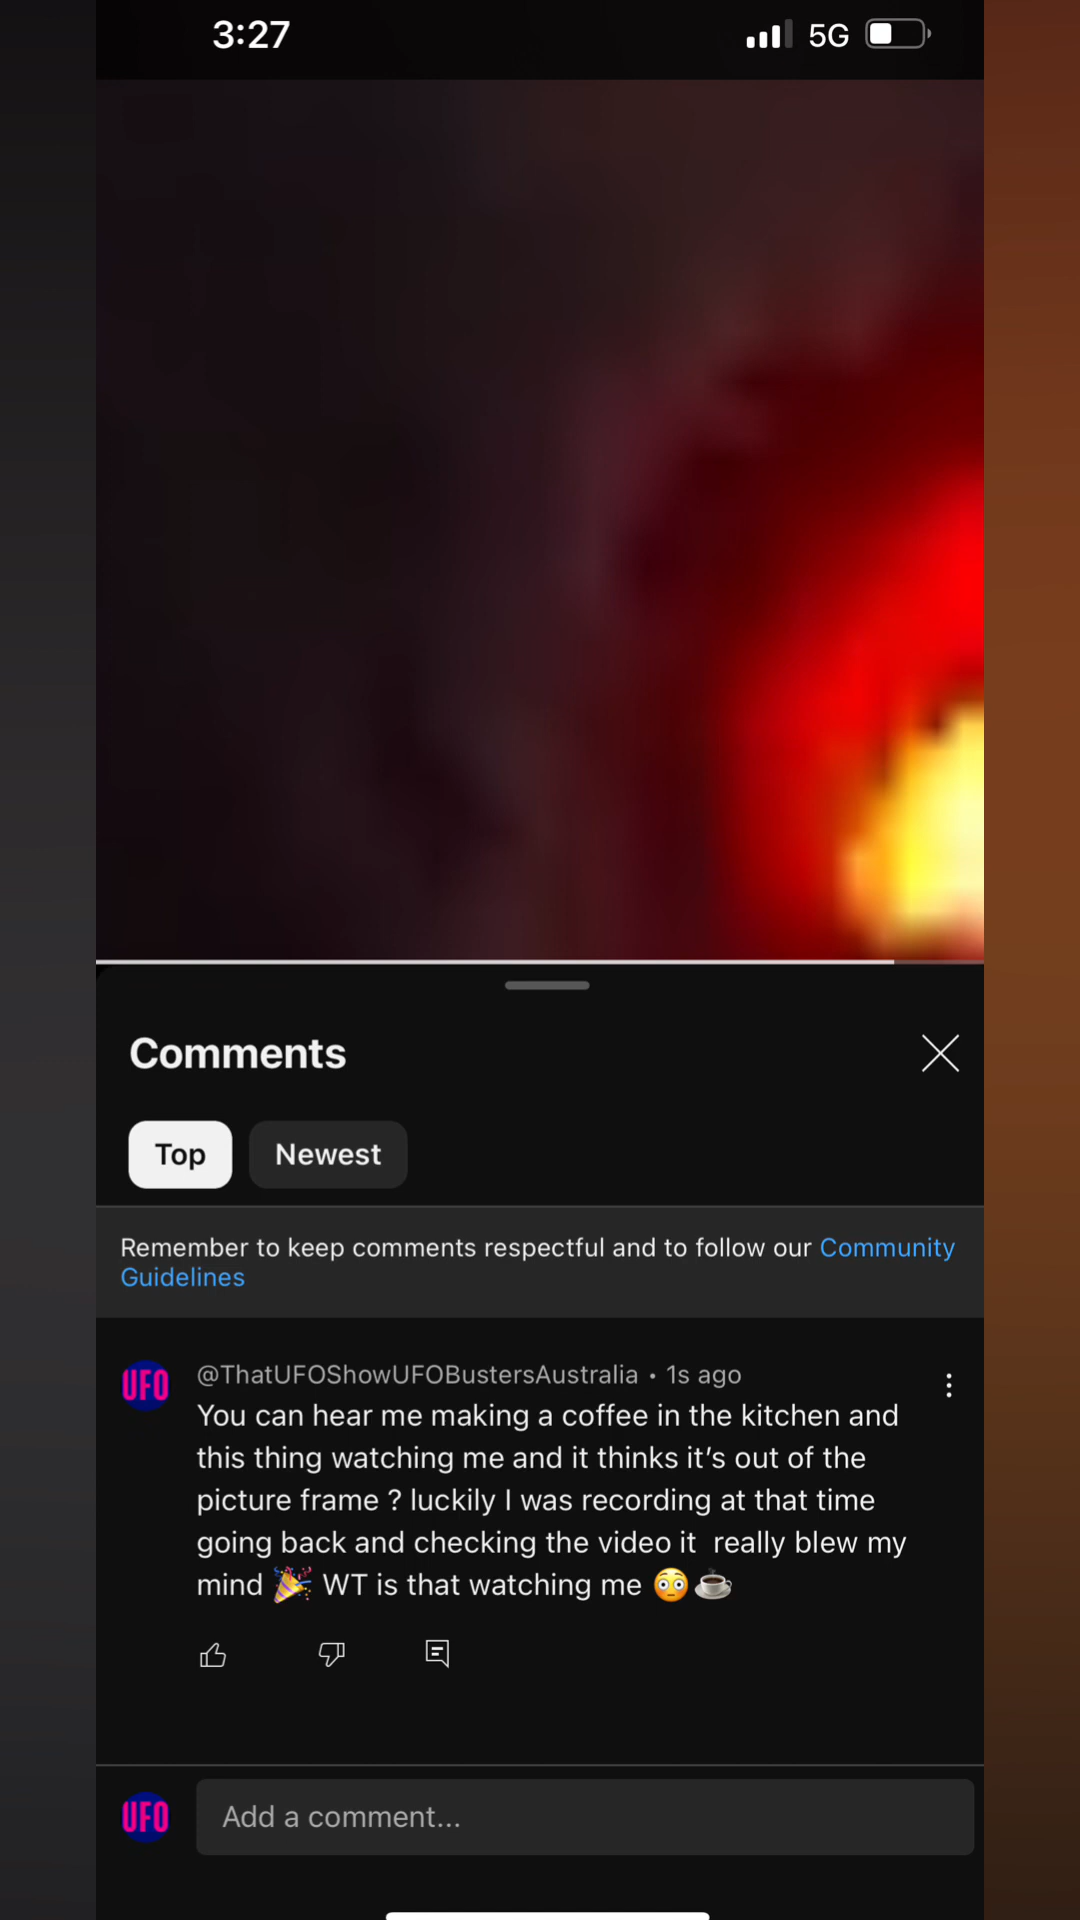 3:27
5G
Comments
Top
Newest
Remember to keep comments respectful and to follow our Community
Guidelines
UFO
@ThatUFOShowUFOBustersAustralia • 1s ago
You can hear me making a coffee in the kitchen and
this thing watching me and it thinks it’s out of the
picture frame ? luckily I was recording at that time
going back and checking the video it  really blew my
mind 🎉 WT is that watching me 😳☕
UFO
Add a comment...